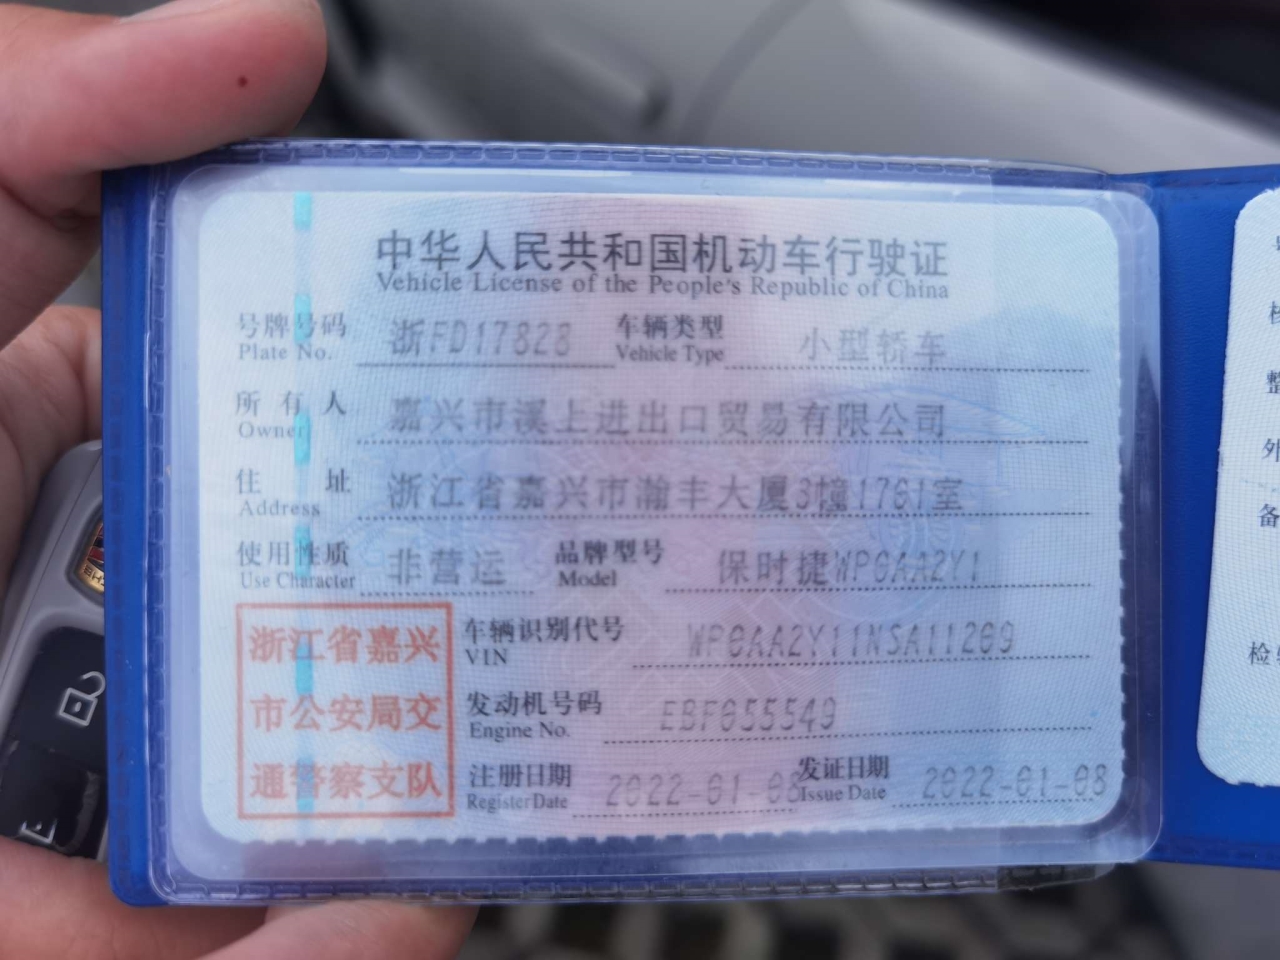 中华人民共和国机动车行驶证
Vehicle License of the People's Republic of China
号牌号码 浙FD17828 车辆类型 小型轿车
Plate No. Vehicle Type
所有人 嘉兴市溪上进出口贸易有限公司
Owner
住址 浙江省嘉兴市瀚丰大厦3幢1761室
Address
使用性质 非营运 品牌型号 保时捷WP0AA2Y1
Use Character Model
浙江省嘉兴 车辆识别代号 WP0AA2Y11NSA11269
VIN
市公安局交 发动机号码 EBF055549
Engine No.
通警察支队 注册日期 2022-01-08 发证日期 2022-01-08
Register Date Issue Date